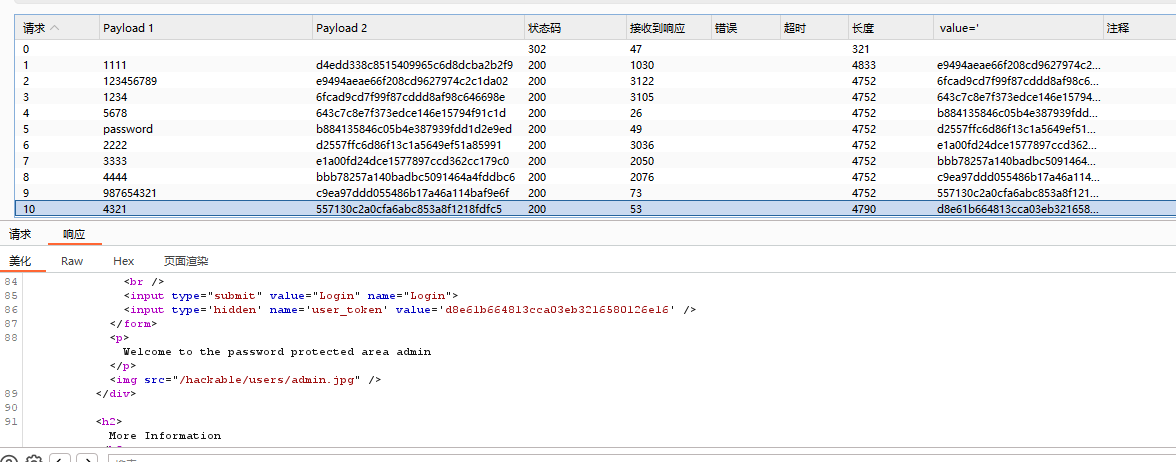 请求 Payload 1 Payload 2 状态码 接收到响应 错误 超时 长度 value=' 注释
0 302 47 321
1 1111 d4edd338c8515409965c6d8dcba2b2f9 200 1030 4833 e9494aeae66f208cd9627974c2...
2 123456789 e9494aeae66f208cd9627974c2c1da02 200 3122 4752 6fcad9cd7f99f87cddd8af98c6...
3 1234 6fcad9cd7f99f87cddd8af98c646698e 200 3105 4752 643c7c8e7f373edce146e15794...
4 5678 643c7c8e7f373edce146e15794f91c1d 200 26 4752 b884135846c05b4e387939fdd...
5 password b884135846c05b4e387939fdd1d2e9ed 200 49 4752 d2557ffc6d86f13c1a5649ef51...
6 2222 d2557ffc6d86f13c1a5649ef51a85991 200 3036 4752 e1a00fd24dce1577897ccd362...
7 3333 e1a00fd24dce1577897ccd362cc179c0 200 2050 4752 bbb78257a140badbc5091464...
8 4444 bbb78257a140badbc5091464a4fddbc6 200 2076 4752 c9ea97ddd055486b17a46a114...
9 987654321 c9ea97ddd055486b17a46a114baf9e6f 200 73 4752 557130c2a0cfa6abc853a8f121...
10 4321 557130c2a0cfa6abc853a8f1218fdfc5 200 53 4790 d8e61b664813cca03eb321658...
请求 响应
美化 Raw Hex 页面渲染
84 <br />
85 <input type="submit" value="Login" name="Login">
86 <input type='hidden' name='user_token' value='d8e61b664813cca03eb3216580126e16' />
87 </form>
88 <p>
Welcome to the password protected area admin
</p>
<img src="/hackable/users/admin.jpg" />
89 </div>
90
91 <h2>
More Information